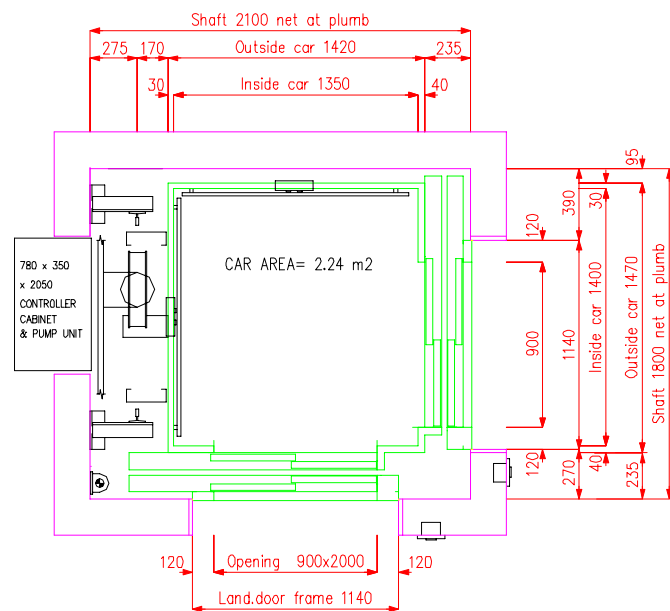 Shaft 2100 net at plumb
275
170
Outside car 1420
235
30
Inside car 1350
40
95
390
30
120
CAR AREA= 2.24 m2
780 x 350
x 2050
CONTROLLER
CABINET
& PUMP UNIT
900
1140
Inside car 1400
Outside car 1470
Shaft 1800 net at plumb
120
270
40
235
120
Opening 900x2000
120
Land.door frame 1140